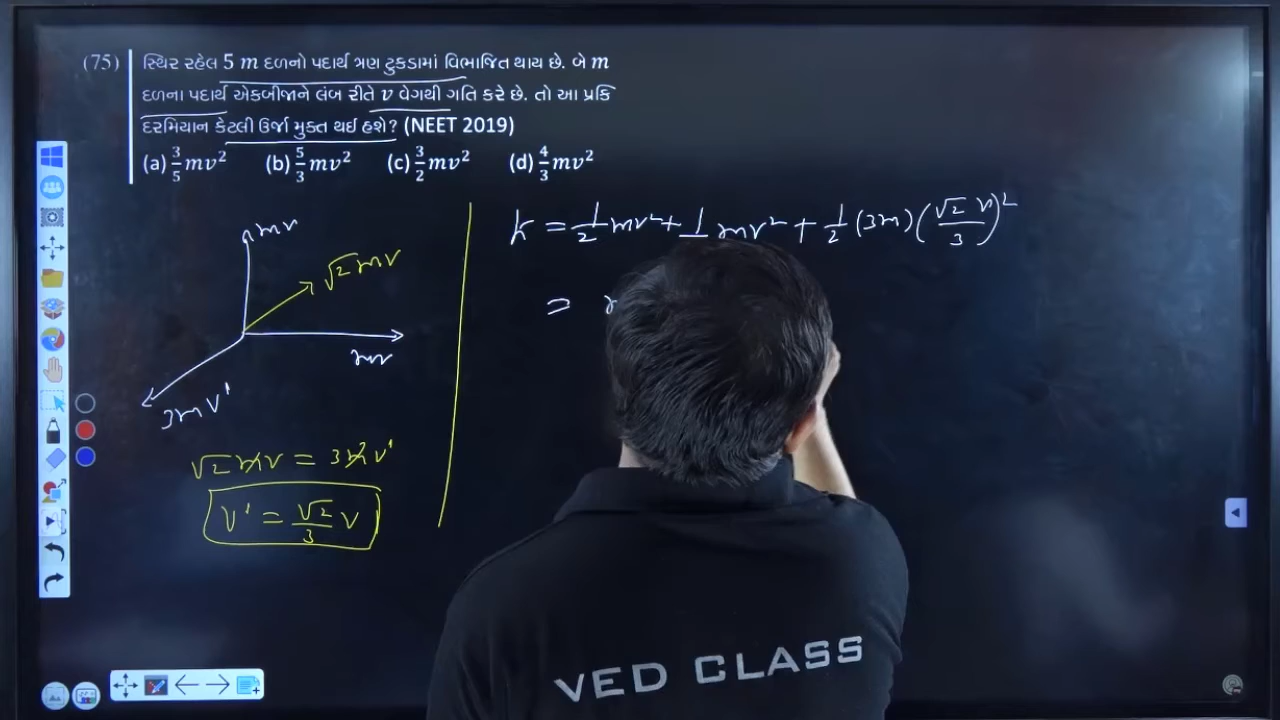 (75) સ્થિર રહેલ 5 m દળનો પદાર્થ ત્રણ ટુકડામાં વિભાજિત થાય છે. બે m
દળના પદાર્થ એકબીજાને લંબ રીતે v વેગથી ગતિ કરે છે. તો આ પ્રક્રિ
દરમિયાન કેટલી ઉર્જા મુક્ત થઈ હશે? (NEET 2019)
(a) 3/5 mv² (b) 5/3 mv² (c) 3/2 mv² (d) 4/3 mv²
mv
√2 mv
mv
3mv'
√2 mv = 3mv'
v' = √2/3 v
k = 1/2 mv² + 1 mv² + 1/2 (3m) (√2 v/3)²
=
VED CLASS